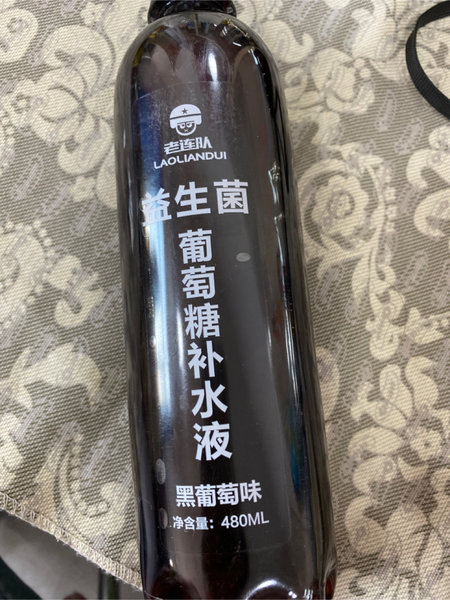 老连队
LAOLIANDUI
益生菌
葡萄糖补水液
黑葡萄味
净含量：480ML